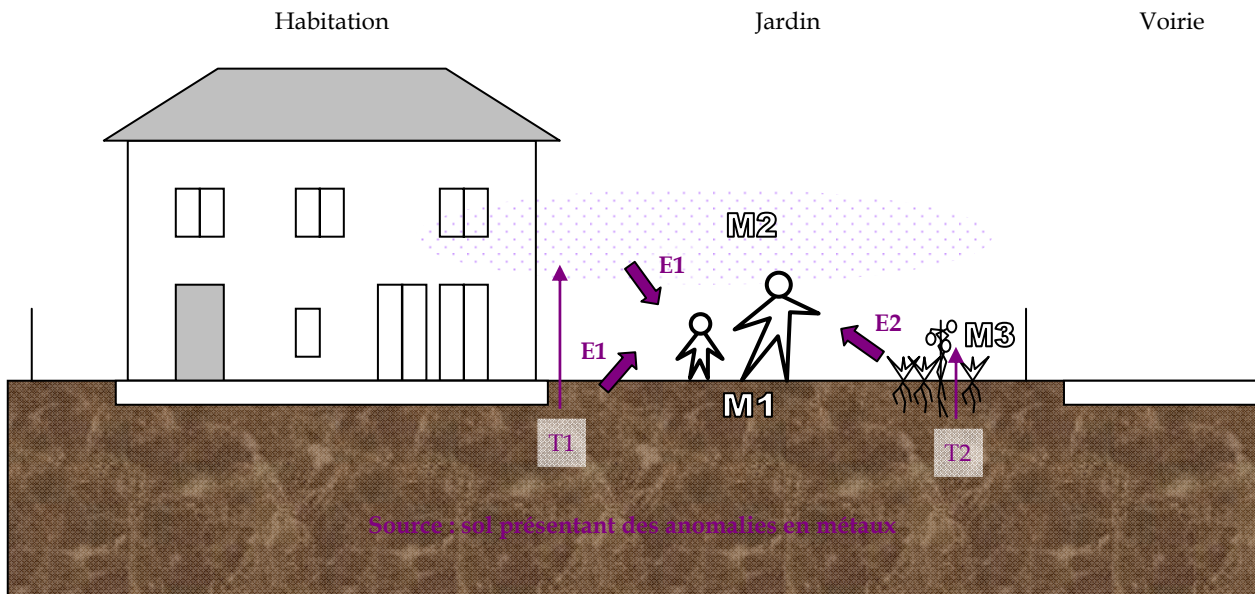 Habitation
Jardin
Voirie
M2
E1
E2
M3
E1
M1
T1
T2
Source : sol présentant des anomalies en métaux